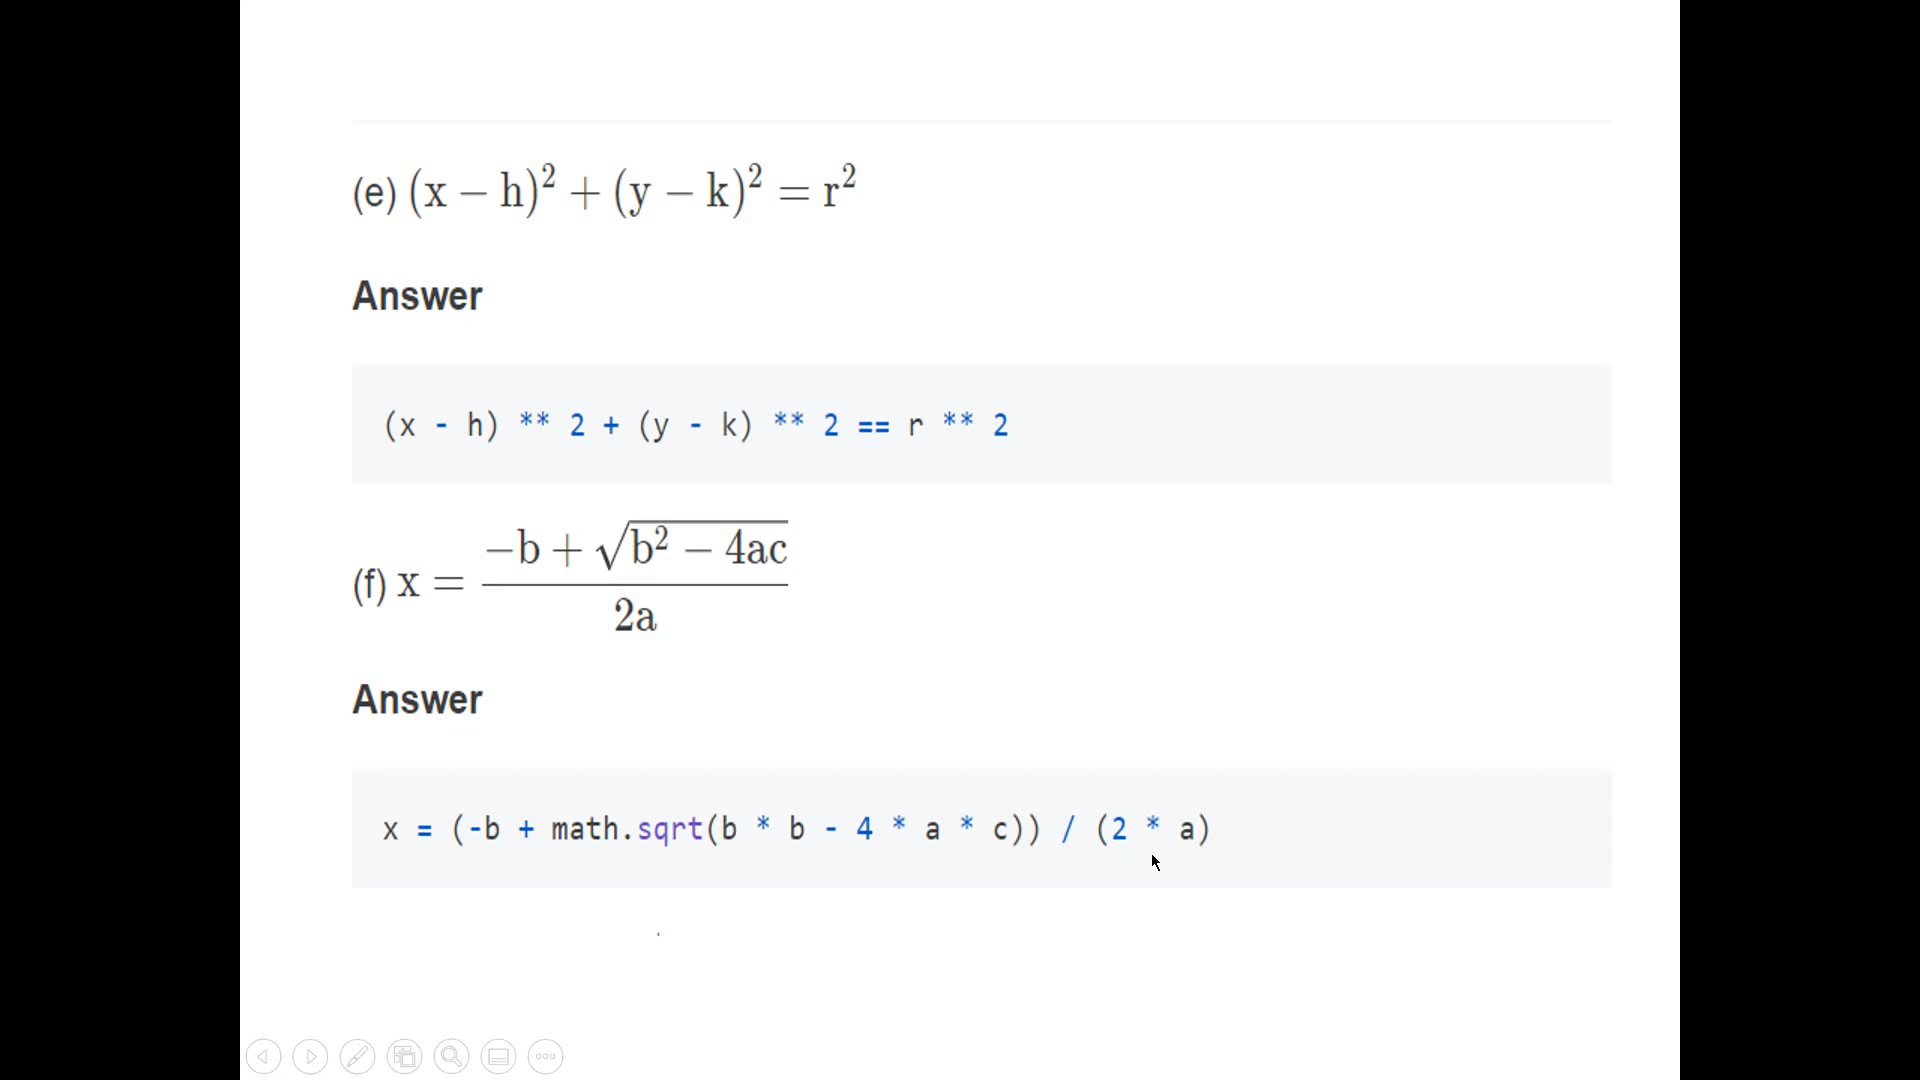 (e) (x − h)² + (y − k)² = r²
Answer
(x - h) ** 2 + (y - k) ** 2 == r ** 2
(f) x = −b + √b² − 4ac
2a
Answer
x = (-b + math.sqrt(b * b - 4 * a * c)) / (2 * a)